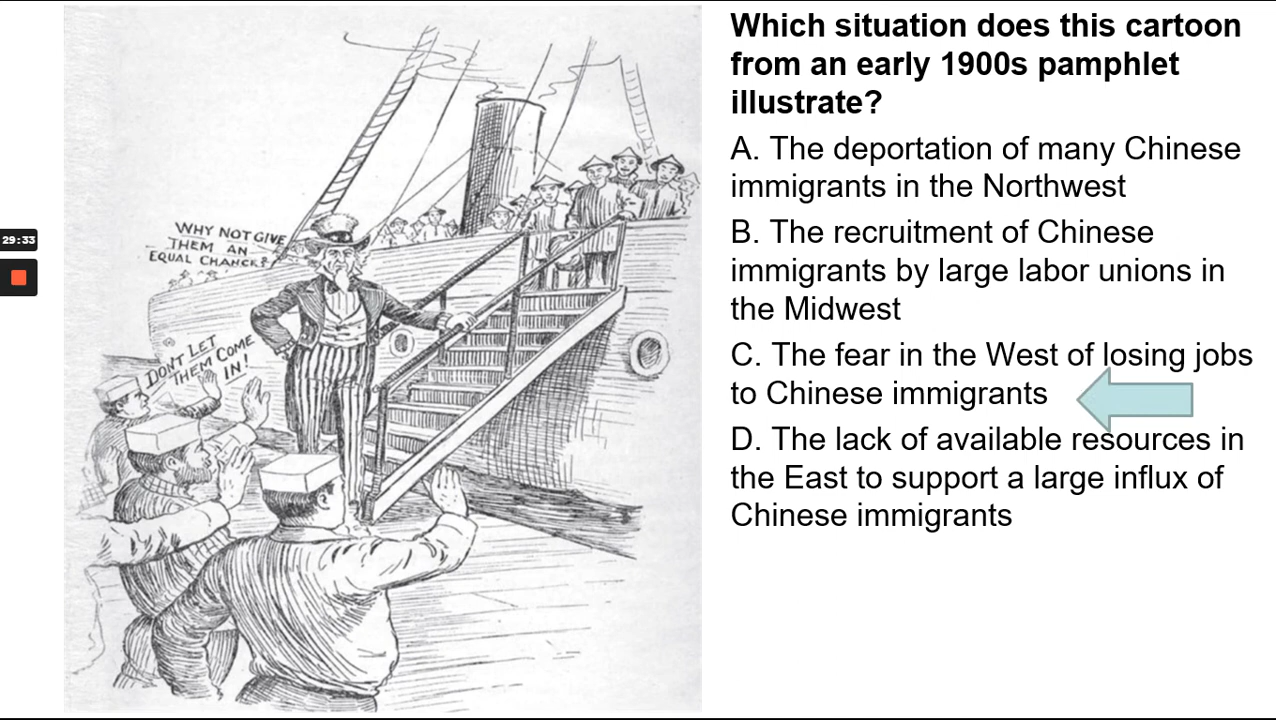 29:33
WHY NOT GIVE
THEM AN
EQUAL CHANCE?
DON'T LET
THEM COME
IN!
Which situation does this cartoon
from an early 1900s pamphlet
illustrate?
A. The deportation of many Chinese
immigrants in the Northwest
B. The recruitment of Chinese
immigrants by large labor unions in
the Midwest
C. The fear in the West of losing jobs
to Chinese immigrants
D. The lack of available resources in
the East to support a large influx of
Chinese immigrants